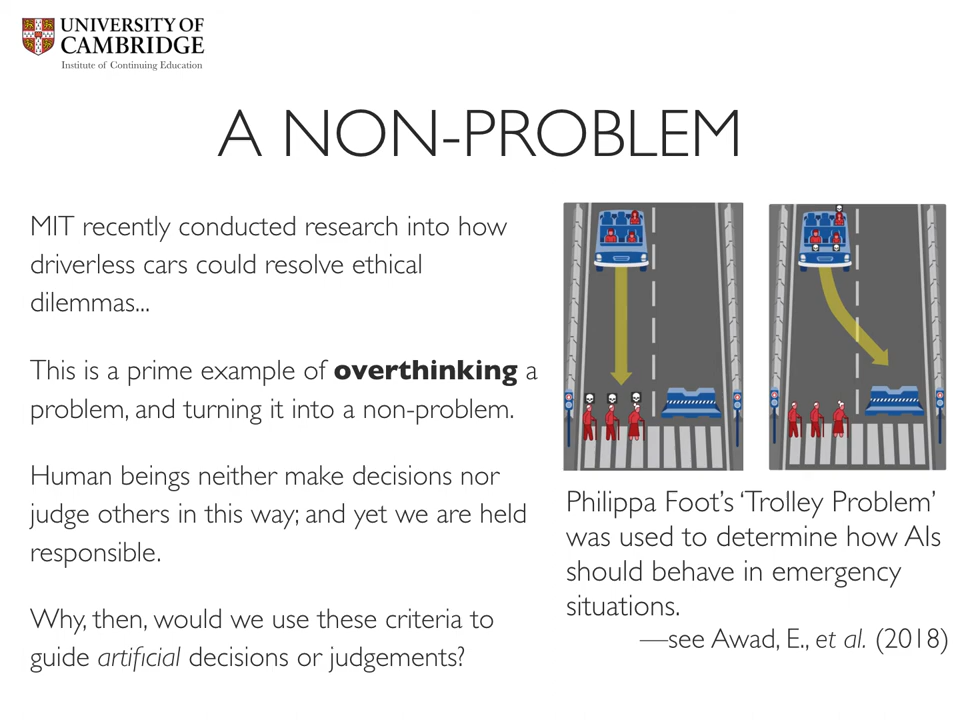 UNIVERSITY OF
CAMBRIDGE
Institute of Continuing Education
A NON-PROBLEM
MIT recently conducted research into how
driverless cars could resolve ethical
dilemmas...
This is a prime example of overthinking a
problem, and turning it into a non-problem.
Human beings neither make decisions nor
judge others in this way; and yet we are held
responsible.
Why, then, would we use these criteria to
guide artificial decisions or judgements?
Philippa Foot's ‘Trolley Problem’
was used to determine how AIs
should behave in emergency
situations.
—see Awad, E., et al. (2018)